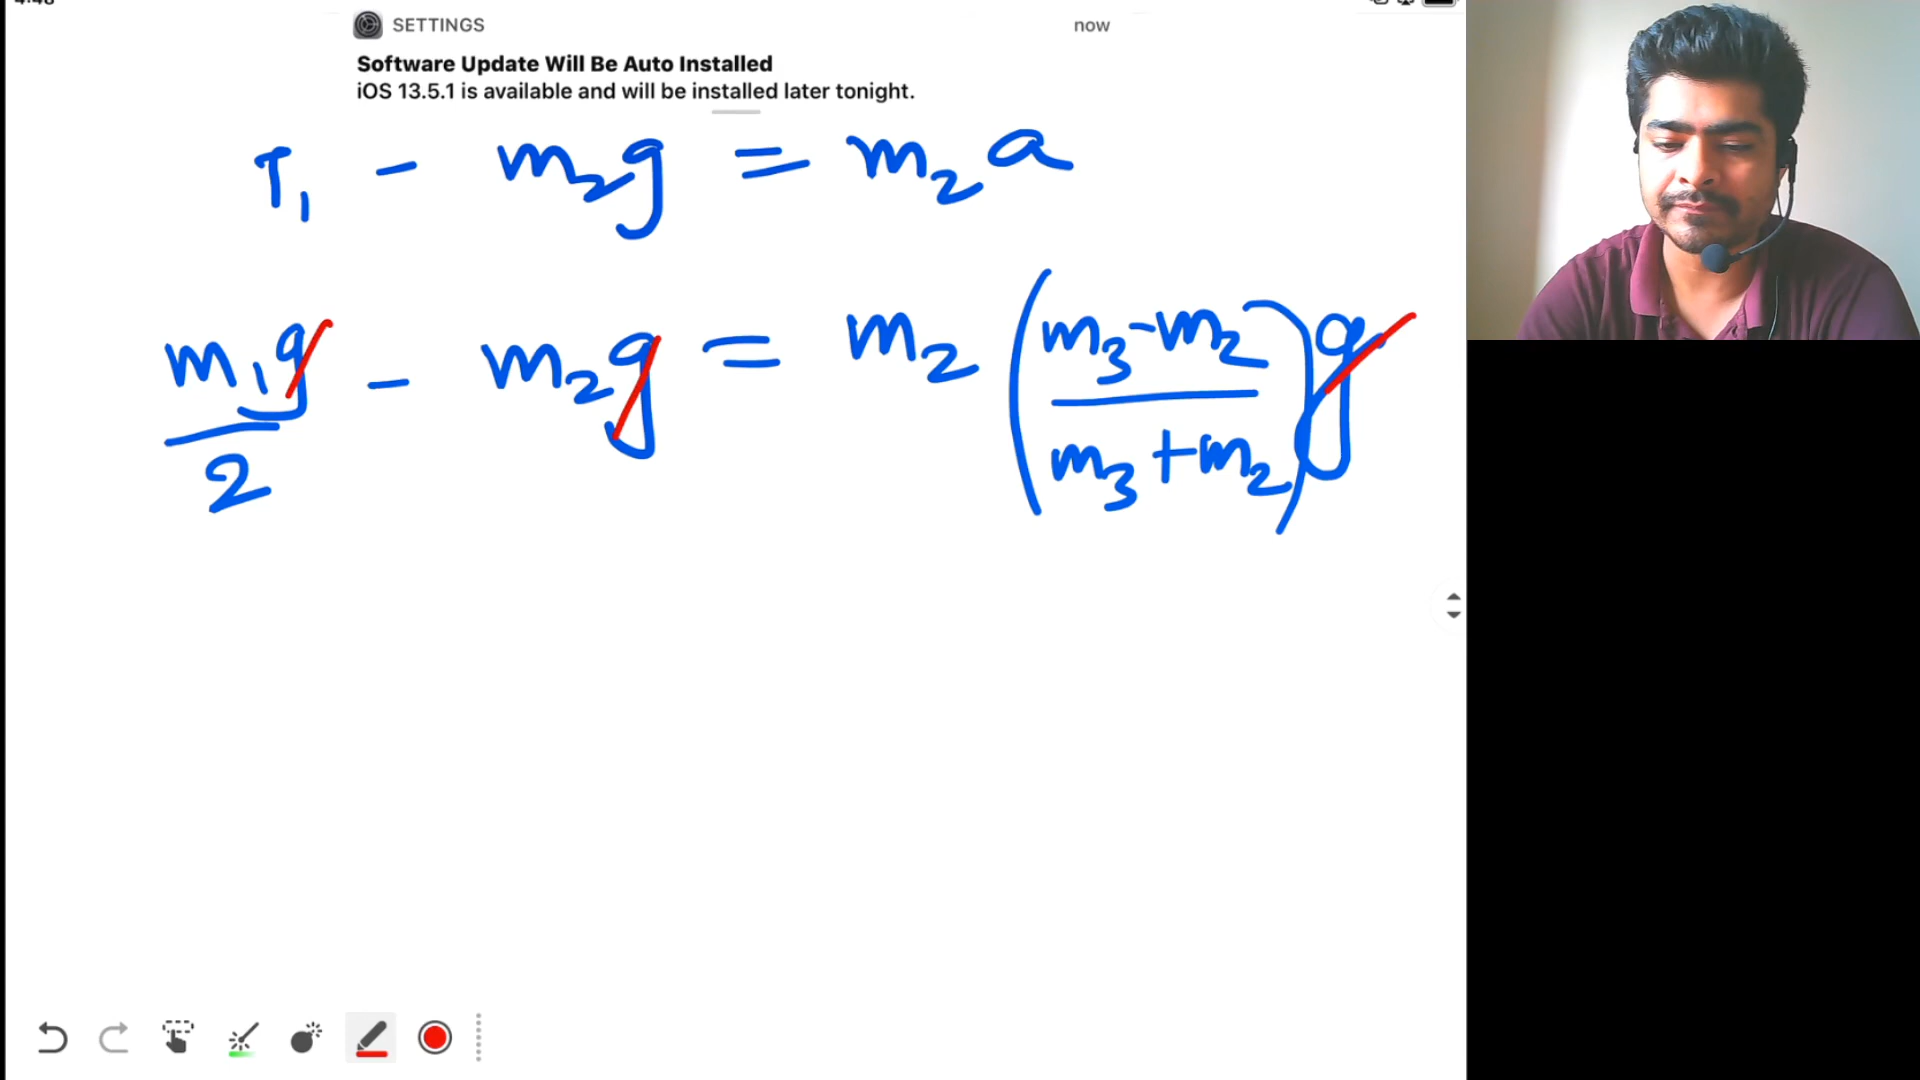 SETTINGS now
Software Update Will Be Auto Installed
iOS 13.5.1 is available and will be installed later tonight.
T₁ - m₂g = m₂a
m₁g/2 - m₂g = m₂ ((m₃-m₂)/(m₃+m₂))g